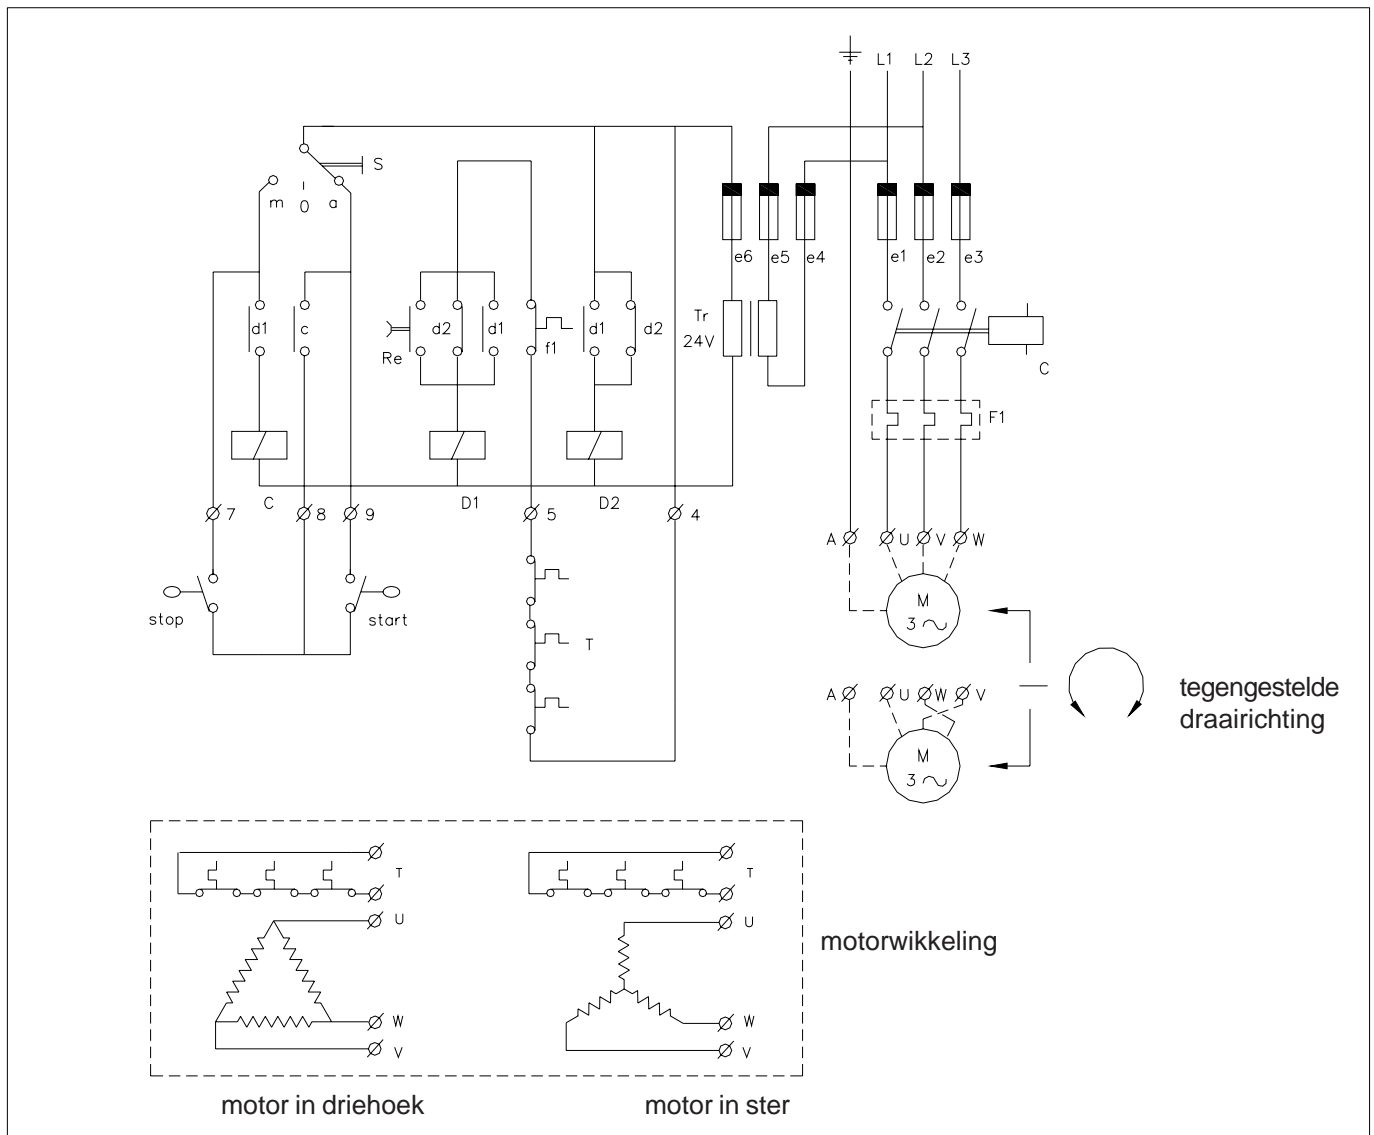 L1 L2 L3
S
m 0 a
e6 e5 e4 e1 e2 e3
d1 c d2 d1 f1 d1 d2
Re
Tr
24V
C
F1
C D1 D2
7 8 9 5 4
A U V W
M
3
stop start
T
A U W V
M
3
tegengestelde
draairichting
T T
U U
motorwikkeling
W W
V V
motor in driehoek motor in ster